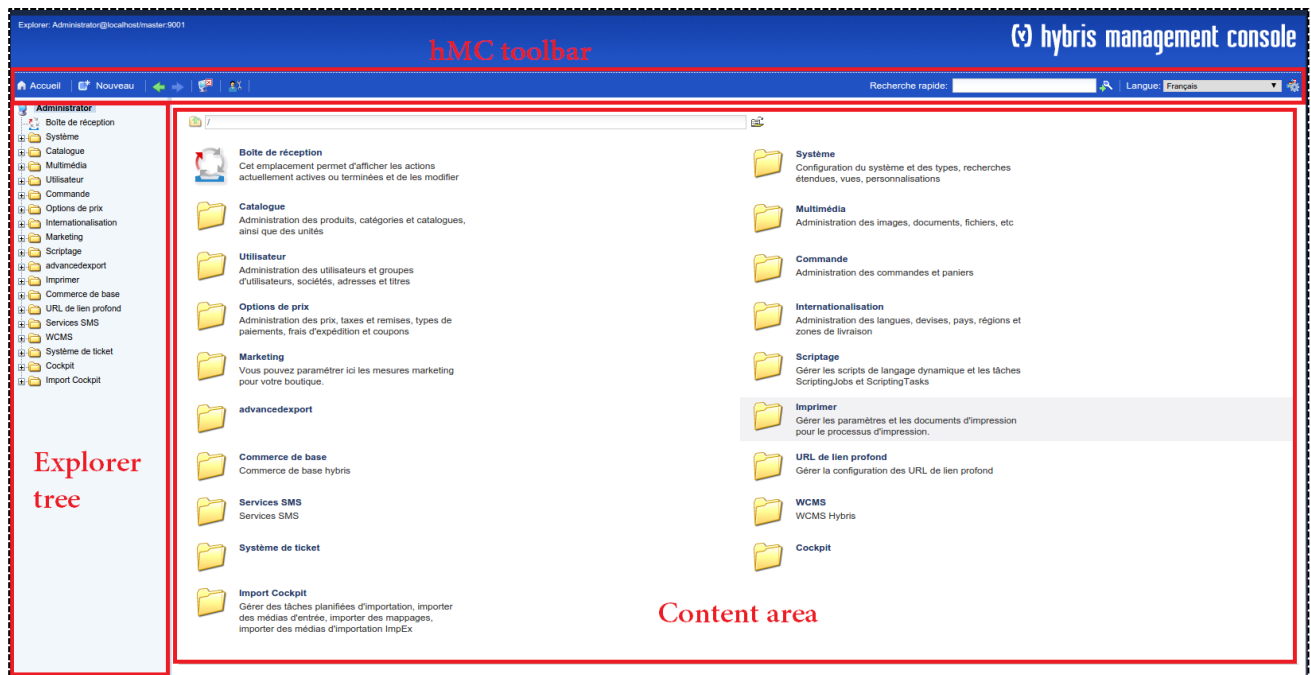 Explorer: Administrator@localhost/master:9001
hybris management console
hMC toolbar
Accueil Nouveau Recherche rapide: Langue: Français
Administrator
Boîte de réception
Système
Catalogue
Multimédia
Utilisateur
Commande
Options de prix
Internationalisation
Marketing
Scriptage
advancedexport
Imprimer
Commerce de base
URL de lien profond
Services SMS
WCMS
Système de ticket
Cockpit
Import Cockpit
Explorer
tree
/
Boîte de réception
Cet emplacement permet d'afficher les actions
actuellement actives ou terminées et de les modifier
Système
Configuration du système et des types, recherches
étendues, vues, personnalisations
Catalogue
Administration des produits, catégories et catalogues,
ainsi que des unités
Multimédia
Administration des images, documents, fichiers, etc
Utilisateur
Administration des utilisateurs et groupes
d'utilisateurs, sociétés, adresses et titres
Commande
Administration des commandes et paniers
Options de prix
Administration des prix, taxes et remises, types de
paiements, frais d'expédition et coupons
Internationalisation
Administration des langues, devises, pays, régions et
zones de livraison
Marketing
Vous pouvez paramétrer ici les mesures marketing
pour votre boutique.
Scriptage
Gérer les scripts de langage dynamique et les tâches
ScriptingJobs et ScriptingTasks
advancedexport
Imprimer
Gérer les paramètres et les documents d'impression
pour le processus d'impression.
Commerce de base
Commerce de base hybris
URL de lien profond
Gérer la configuration des URL de lien profond
Services SMS
Services SMS
WCMS
WCMS Hybris
Système de ticket
Cockpit
Import Cockpit
Gérer des tâches planifiées d'importation, importer
des médias d'entrée, importer des mappages,
importer des médias d'importation ImpEx
Content area